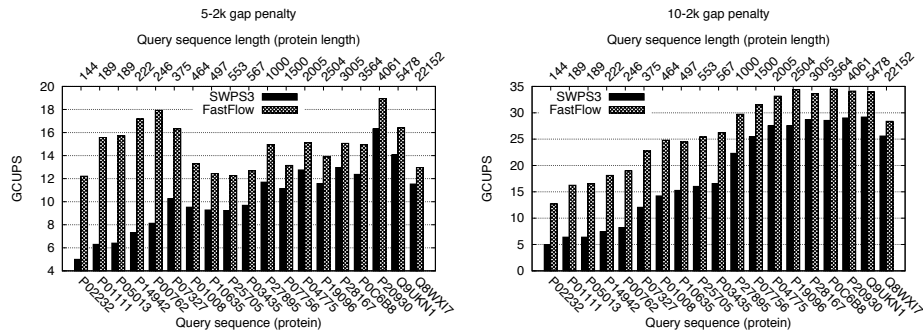 5-2k gap penalty
Query sequence length (protein length)
144 189 189 222 246 375 464 497 553 567 1000 1500 2005 2504 3005 3564 4061 5478 22152
SWPS3
FastFlow
GCUPS
20
18
16
14
12
10
8
6
4
P02232 P01111 P05013 P14942 P00762 P07327 P01008 P10635 P25705 P03435 P27895 P07756 P04775 P19096 P28167 P0C6B8 P20930 Q9UKN1 Q8WXI7
Query sequence (protein)
10-2k gap penalty
Query sequence length (protein length)
144 189 189 222 246 375 464 497 553 567 1000 1500 2005 2504 3005 3564 4061 5478 22152
SWPS3
FastFlow
GCUPS
35
30
25
20
15
10
5
0
P02232 P01111 P05013 P14942 P00762 P07327 P01008 P10635 P25705 P03435 P27895 P07756 P04775 P19096 P28167 P0C6B8 P20930 Q9UKN1 Q8WXI7
Query sequence (protein)